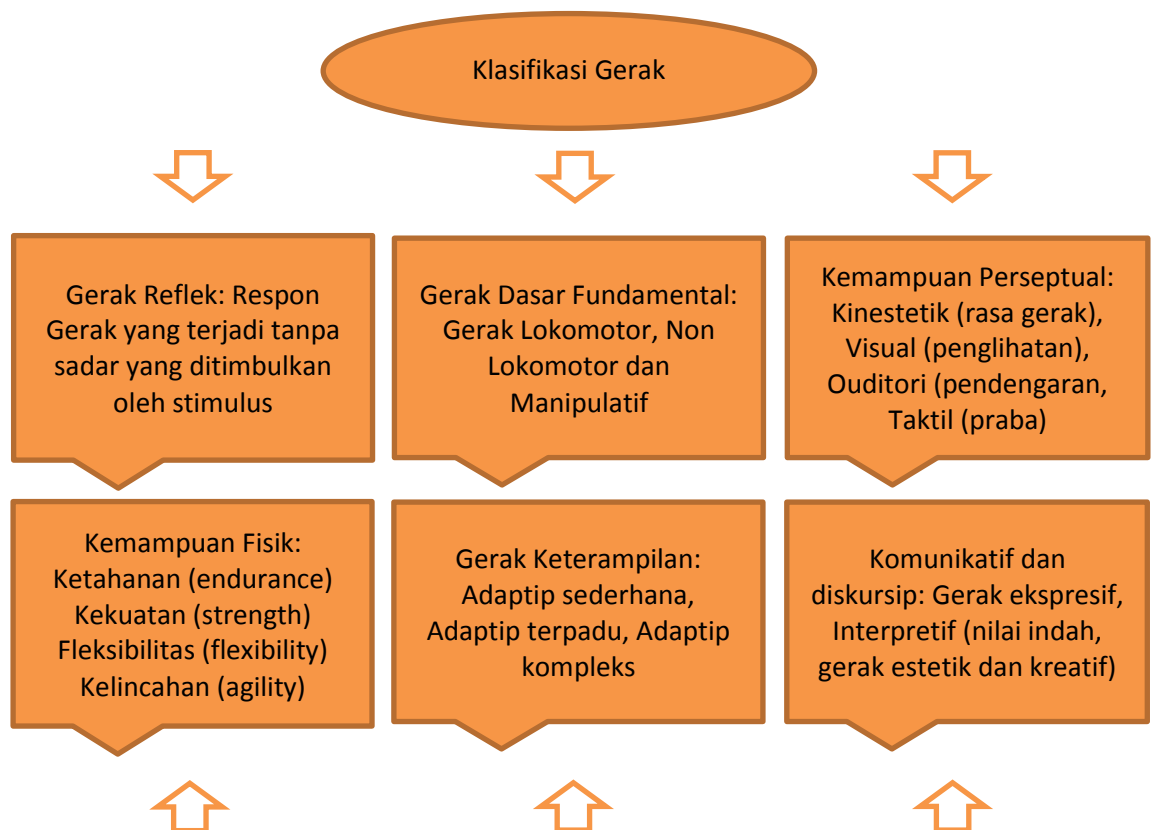 Klasifikasi Gerak
Gerak Reflek: Respon
Gerak yang terjadi tanpa
sadar yang ditimbulkan
oleh stimulus
Gerak Dasar Fundamental:
Gerak Lokomotor, Non
Lokomotor dan
Manipulatif
Kemampuan Perseptual:
Kinestetik (rasa gerak),
Visual (penglihatan),
Ouditori (pendengaran,
Taktil (praba)
Kemampuan Fisik:
Ketahanan (endurance)
Kekuatan (strength)
Fleksibilitas (flexibility)
Kelincahan (agility)
Gerak Keterampilan:
Adaptip sederhana,
Adaptip terpadu, Adaptip
kompleks
Komunikatif dan
diskursip: Gerak ekspresif,
Interpretif (nilai indah,
gerak estetik dan kreatif)